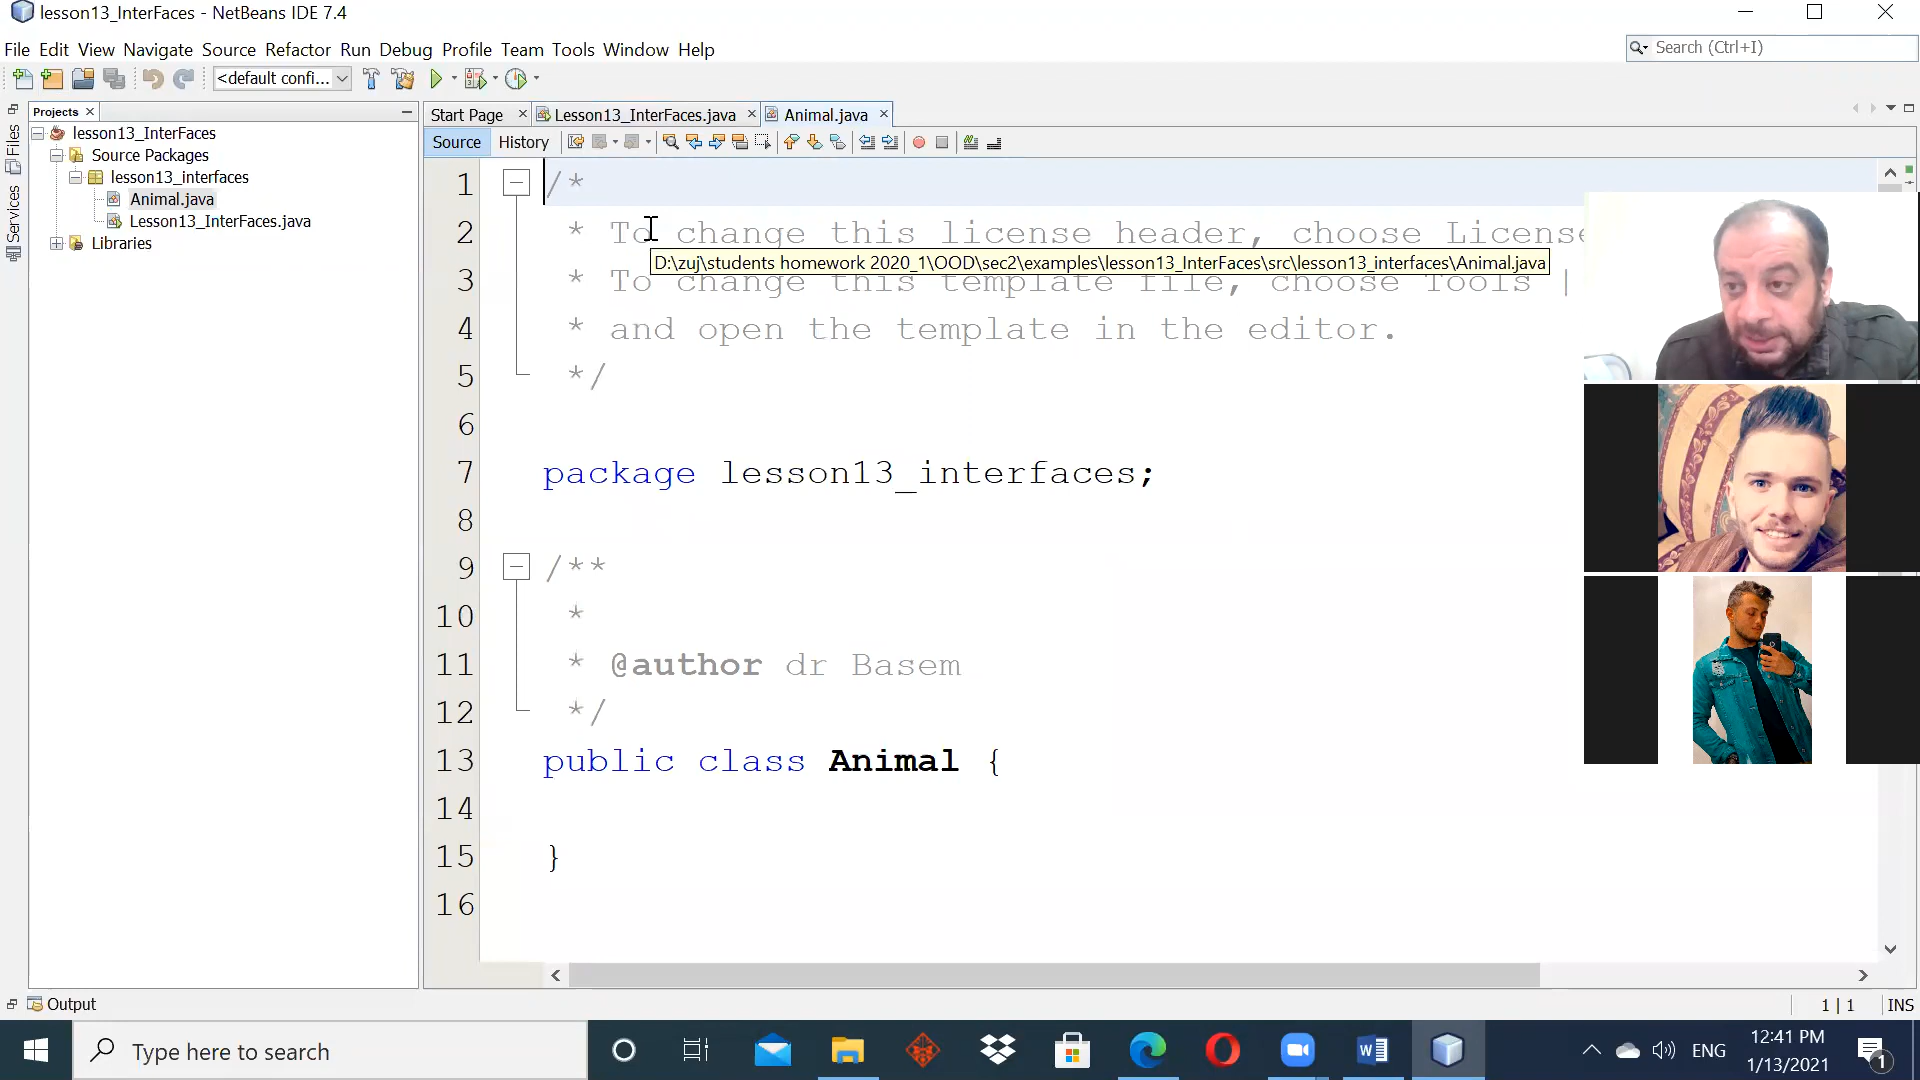 lesson13_InterFaces - NetBeans IDE 7.4
File Edit View Navigate Source Refactor Run Debug Profile Team Tools Window Help
Search (Ctrl+I)
<default confi...
Projects
Files
Services
lesson13_InterFaces
Source Packages
lesson13_interfaces
Animal.java
Lesson13_InterFaces.java
Libraries
Start Page Lesson13_InterFaces.java Animal.java
Source History
1 /*
2 * To change this license header, choose License
D:\zuj\students homework 2020_1\OOD\sec2\examples\lesson13_InterFaces\src\lesson13_interfaces\Animal.java
3 * To change this template file, choose Tools |
4 * and open the template in the editor.
5 */
6
7 package lesson13_interfaces;
8
9 /**
10 *
11 * @author dr Basem
12 */
13 public class Animal {
14
15 }
16
Output
1 | 1 INS
Type here to search
ENG
12:41 PM
1/13/2021
1